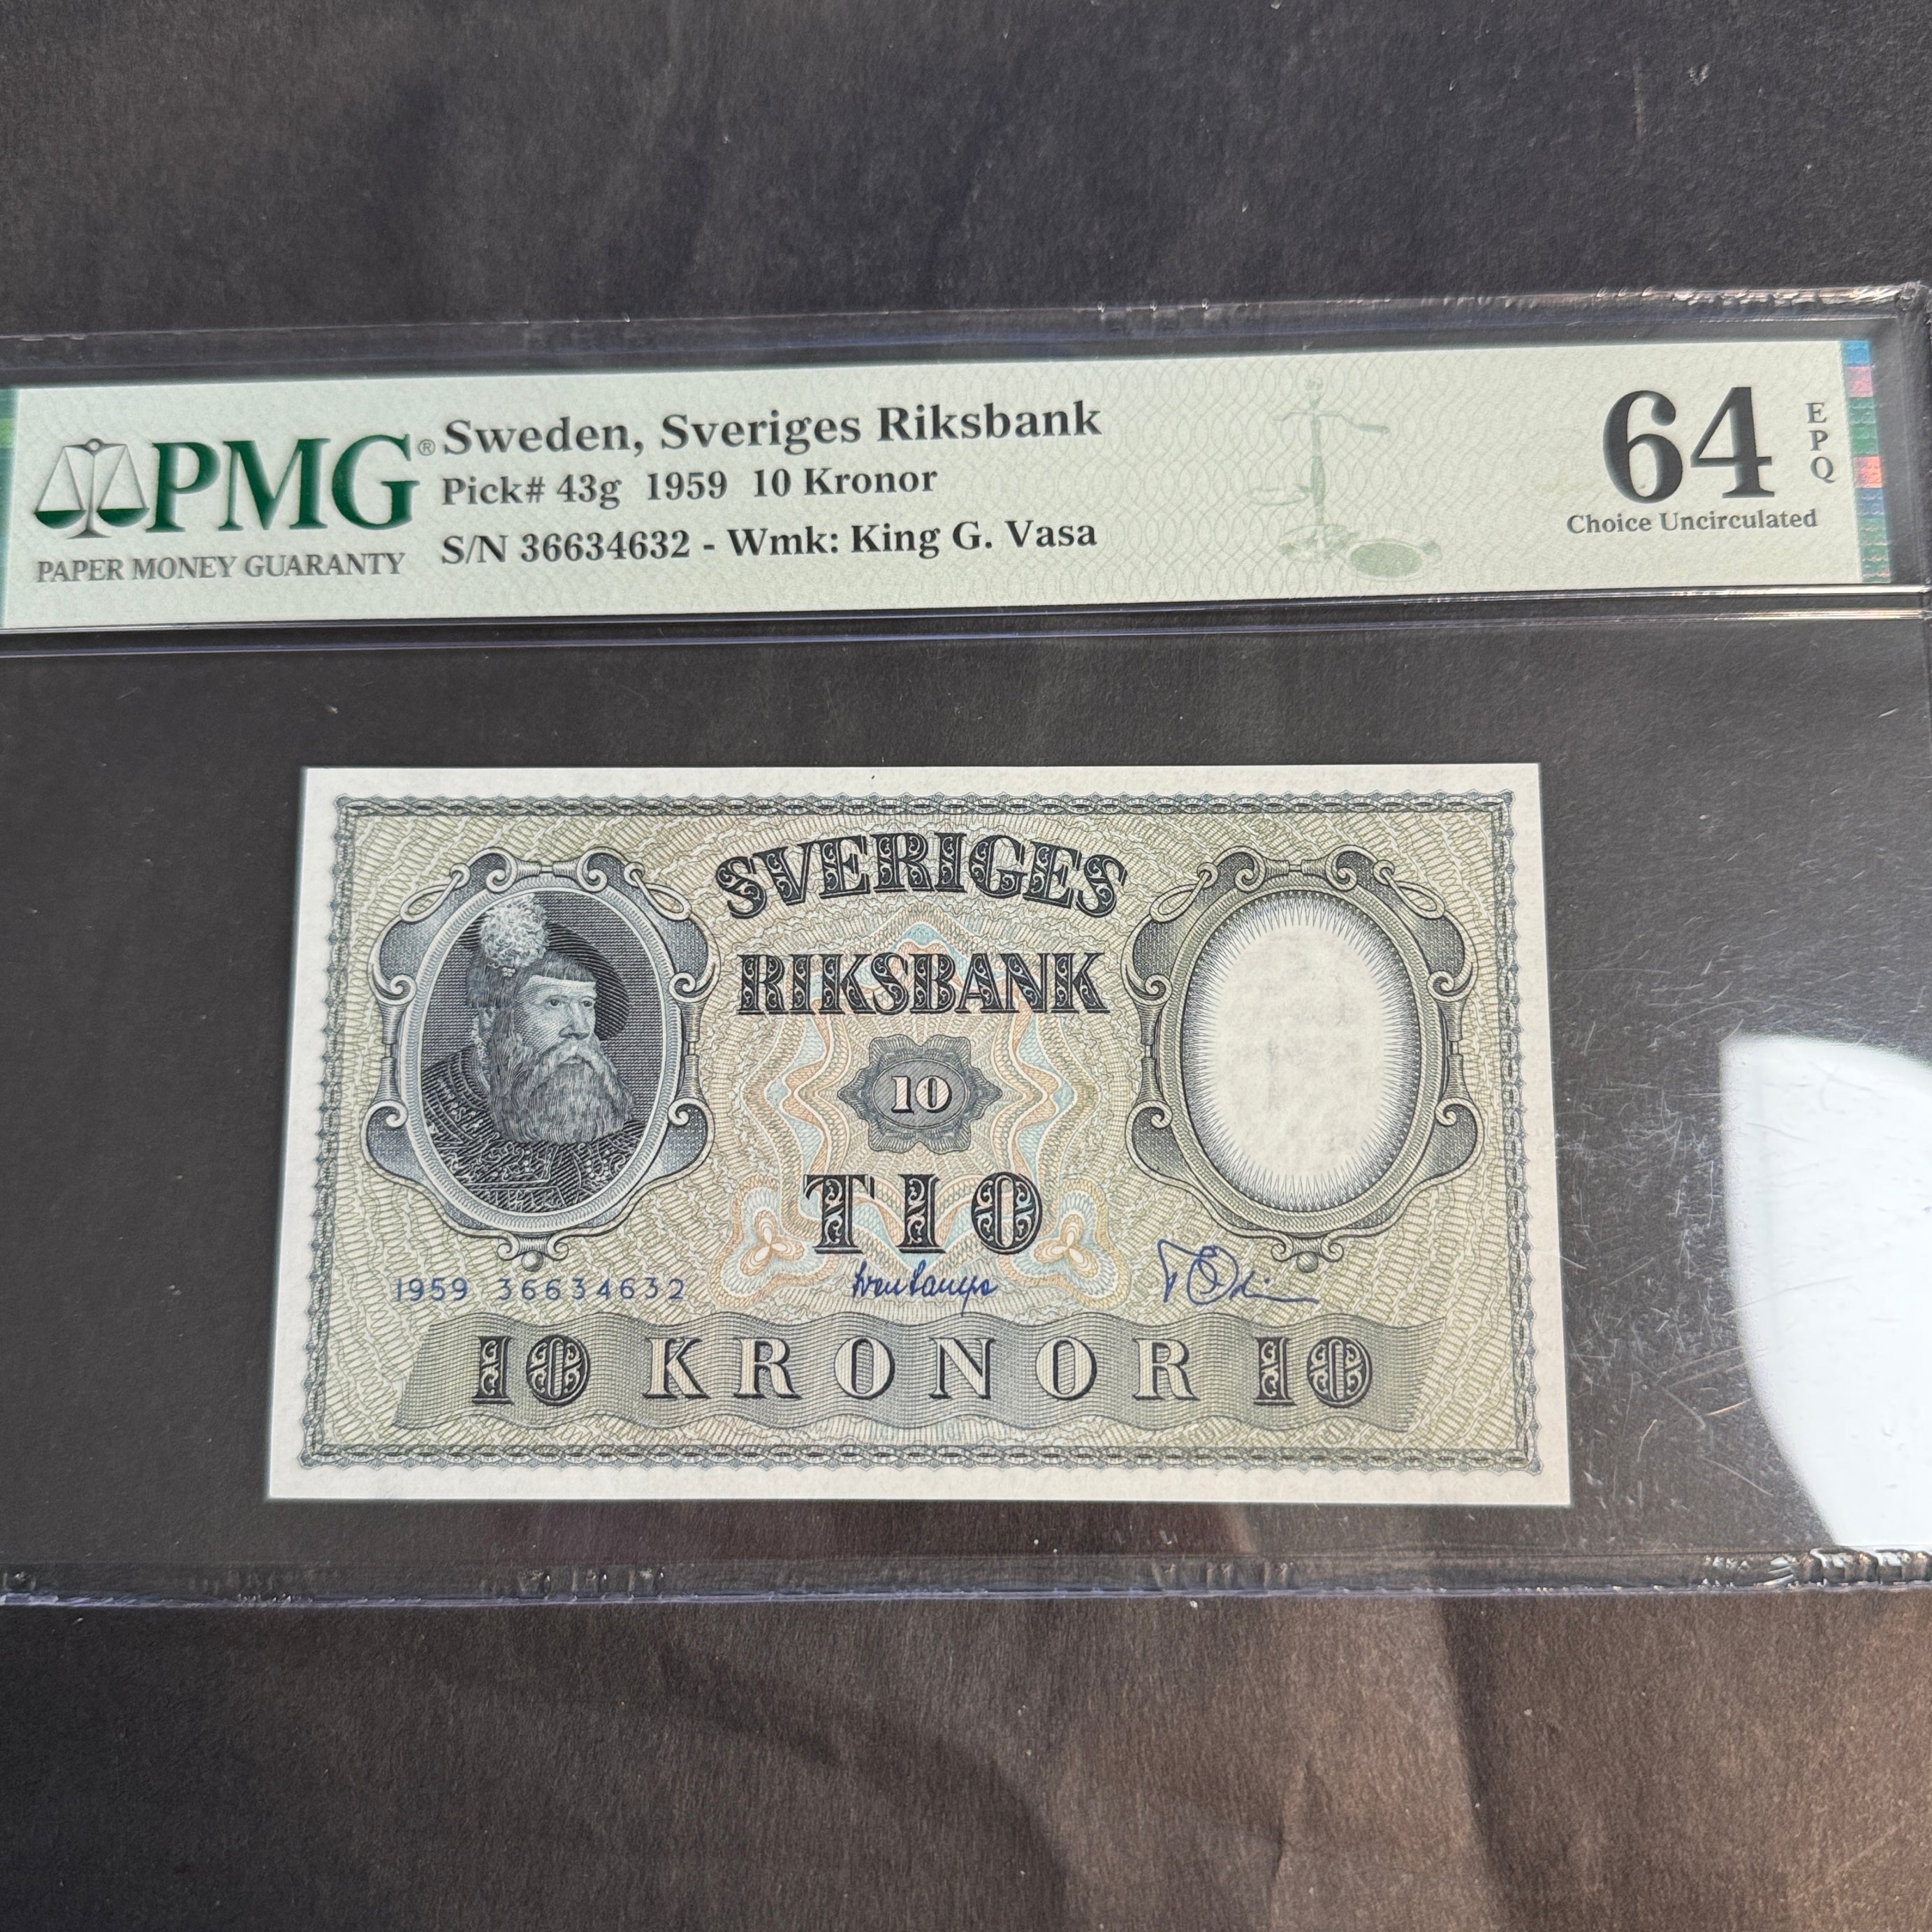 PMG®
PAPER MONEY GUARANTY
Sweden, Sveriges Riksbank
Pick# 43g 1959 10 Kronor
S/N 36634632 - Wmk: King G. Vasa
64
EPQ
Choice Uncirculated
SVERIGES
RIKSBANK
10
TIO
1959 36634632
10 KRONOR 10